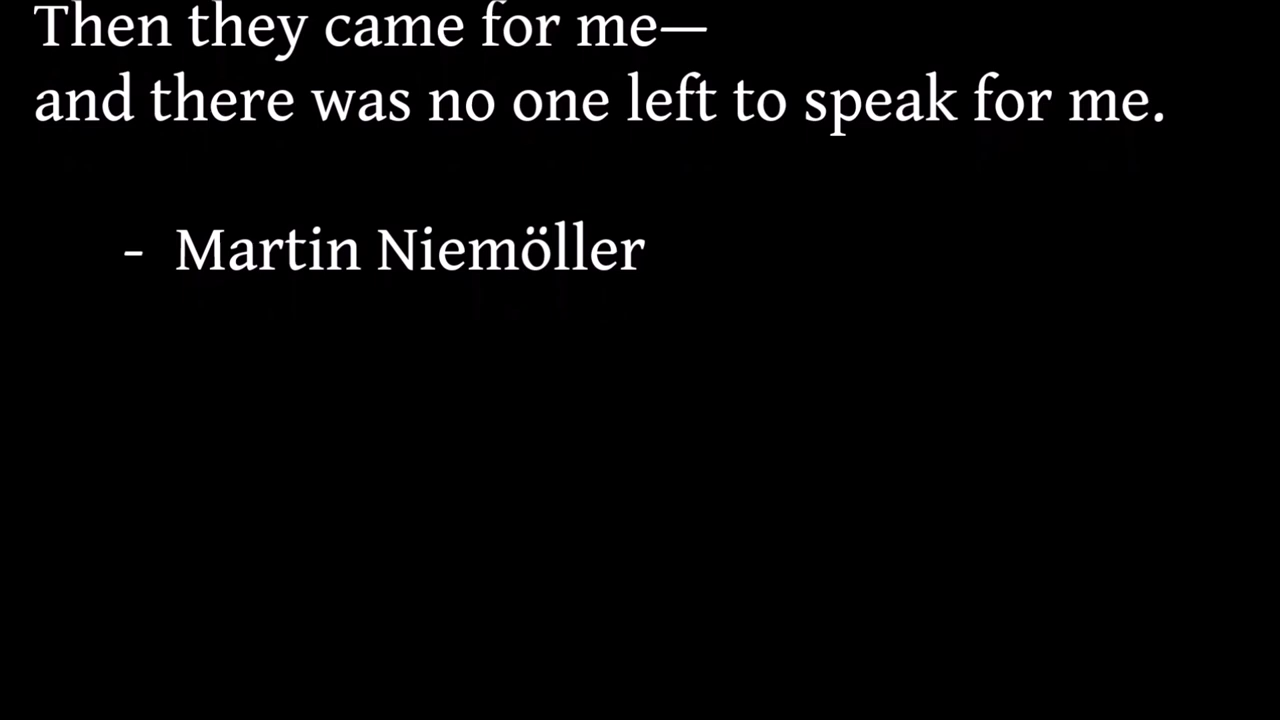 Then they came for me—
and there was no one left to speak for me.
- Martin Niemöller